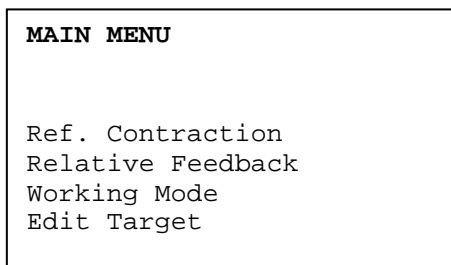 MAIN MENU
Ref. Contraction
Relative Feedback
Working Mode
Edit Target